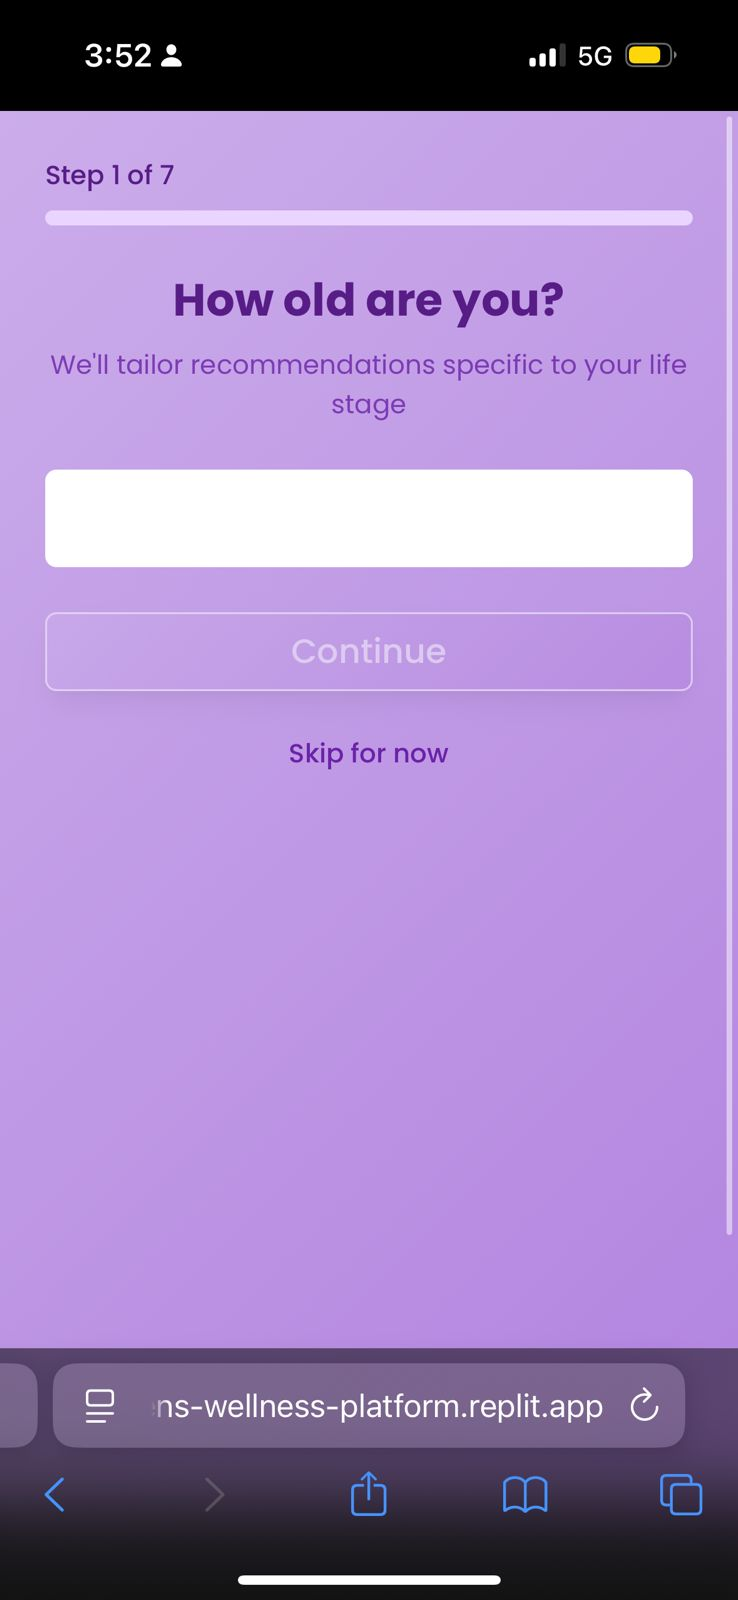 3:52
5G
Step 1 of 7
How old are you?
We'll tailor recommendations specific to your life
stage
Continue
Skip for now
ns-wellness-platform.replit.app